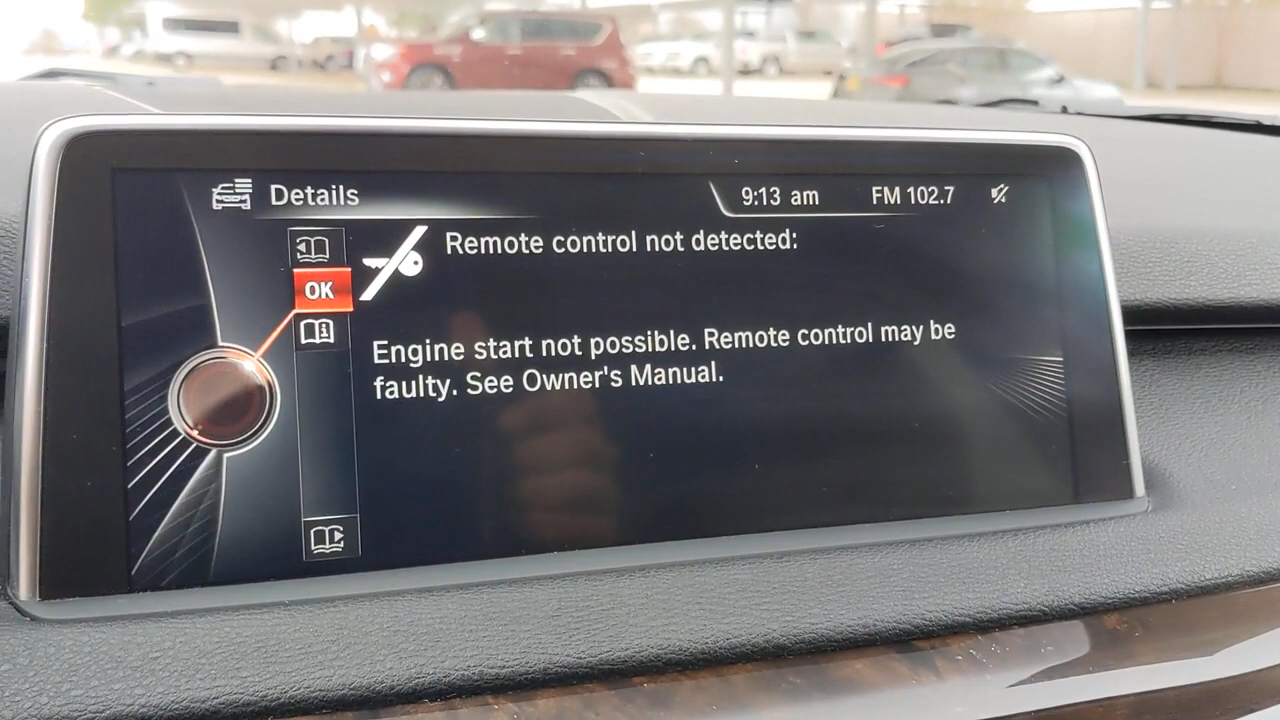 Details
9:13 am
FM 102.7
Remote control not detected:
OK
Engine start not possible. Remote control may be
faulty. See Owner's Manual.